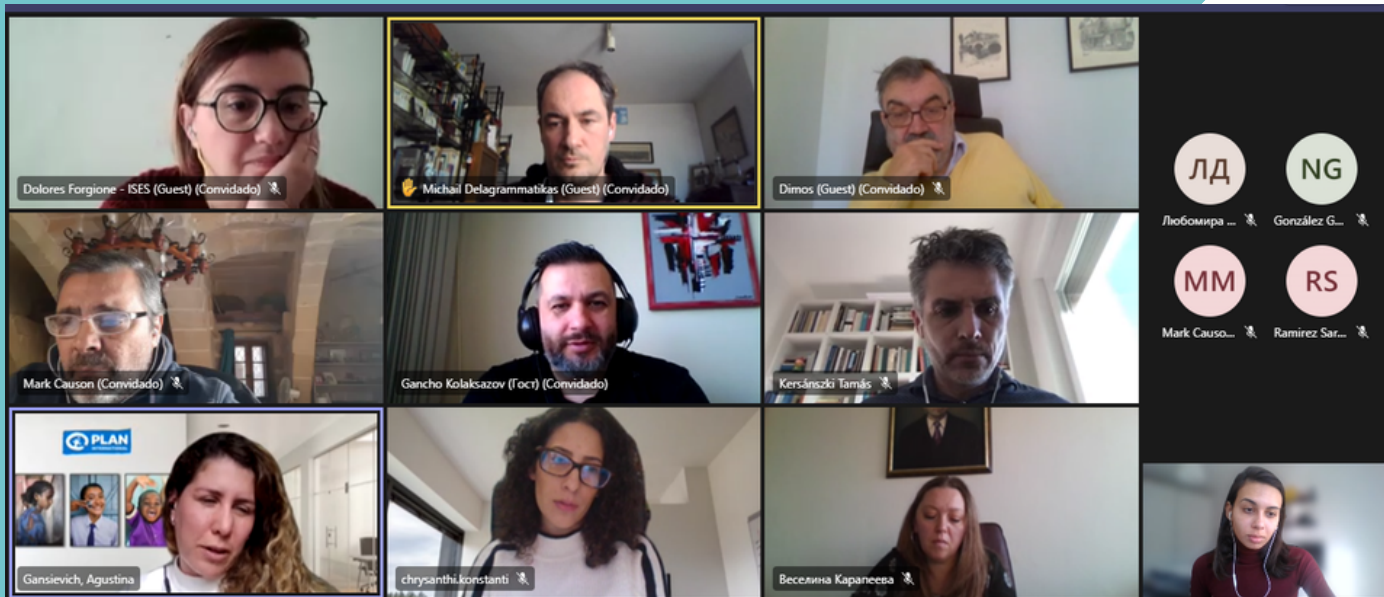 Dolores Forgione - ISES (Guest) (Convidado)
Michail Delagrammatikas (Guest) (Convidado)
Dimos (Guest) (Convidado)
ЛД
NG
Любомира ...
González G...
MM
RS
Mark Causo...
Ramirez Sar...
Mark Causon (Convidado)
Gancho Kolaksazov (Гост) (Convidado)
Kersánszki Tamás
PLAN
INTERNATIONAL
Gansievich, Agustina
chrysanthi.konstanti
Веселина Карапеева